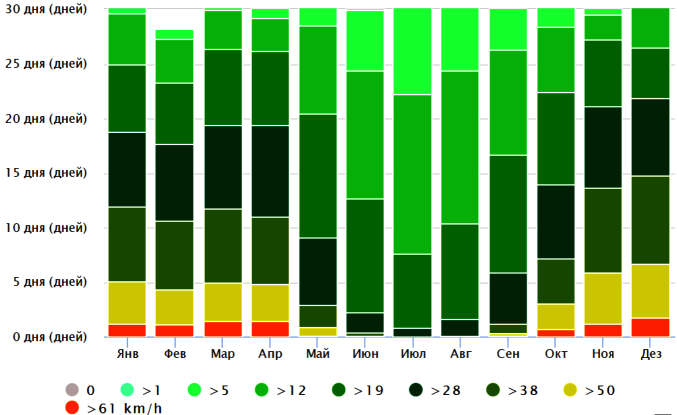 30 дня (дней)
25 дня (дней)
20 дня (дней)
15 дня (дней)
10 дня (дней)
5 дня (дней)
0 дня (дней)
Янв Фев Мар Апр Май Июн Июл Авг Сен Окт Ноя Дез
0 >1 >5 >12 >19 >28 >38 >50
>61 km/h